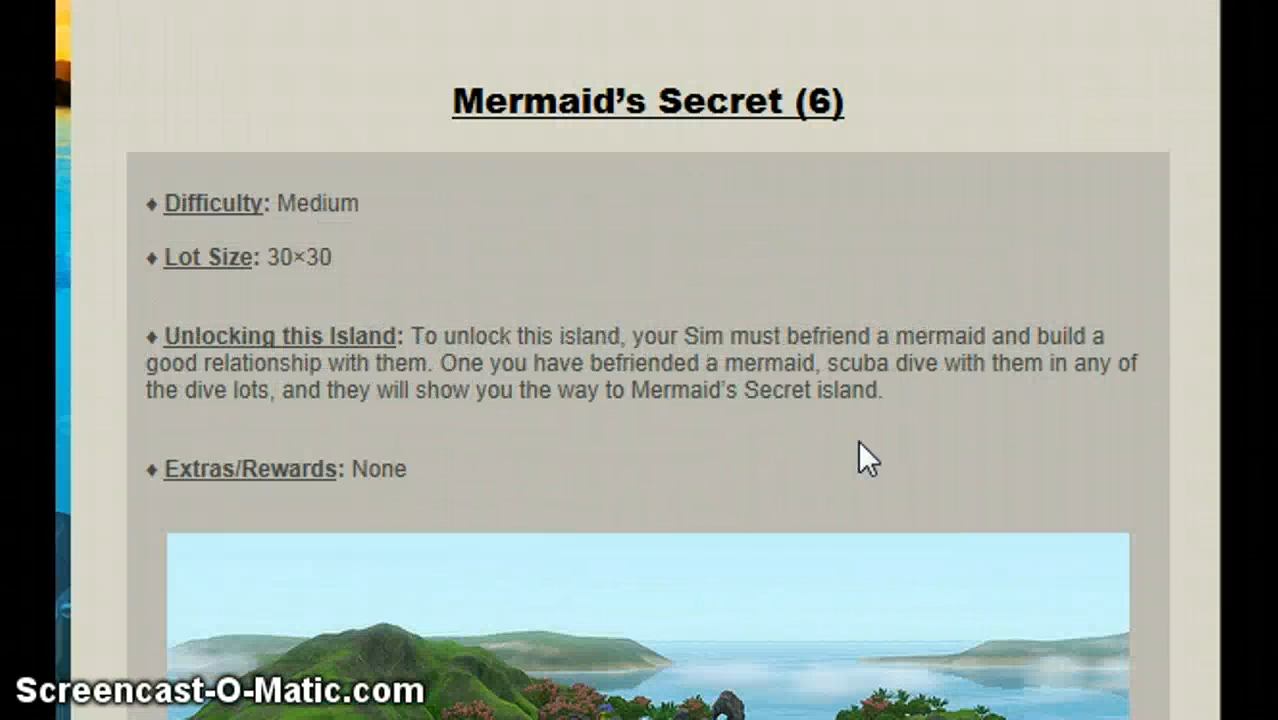 Mermaid’s Secret (6)
♦ Difficulty: Medium
♦ Lot Size: 30×30
♦ Unlocking this Island: To unlock this island, your Sim must befriend a mermaid and build a
good relationship with them. One you have befriended a mermaid, scuba dive with them in any of
the dive lots, and they will show you the way to Mermaid’s Secret island.
♦ Extras/Rewards: None
Screencast-O-Matic.com